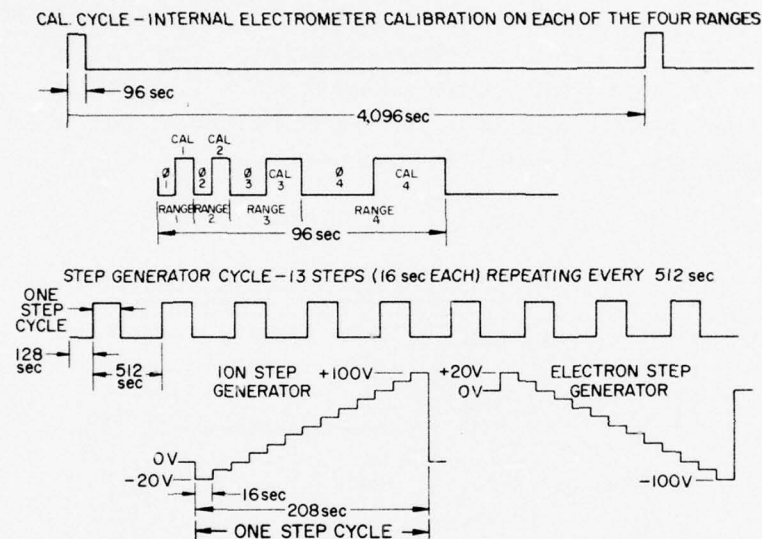 CAL. CYCLE – INTERNAL ELECTROMETER CALIBRATION ON EACH OF THE FOUR RANGES
96 sec
4,096 sec
CAL 1
CAL 2
Ø 1
Ø 2
Ø 3
CAL 3
Ø 4
CAL 4
RANGE 1
RANGE 2
RANGE 3
RANGE 4
96 sec
STEP GENERATOR CYCLE – 13 STEPS (16 sec EACH) REPEATING EVERY 512 sec
ONE
STEP
CYCLE
128
sec
512
sec
ION STEP
GENERATOR
+100V
+20V
0V
ELECTRON STEP
GENERATOR
0V
–20V
–100V
16 sec
208 sec
ONE STEP CYCLE